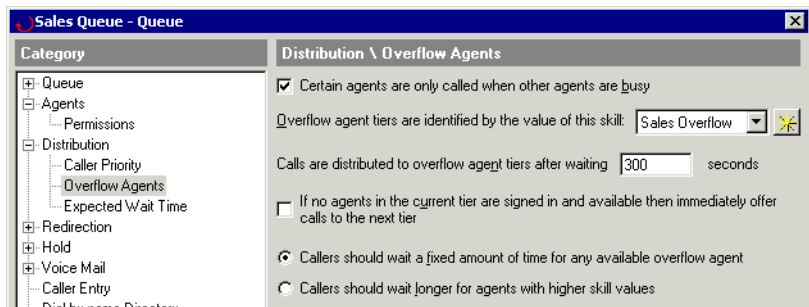 Sales Queue - Queue
Category
Queue
Agents
Permissions
Distribution
Caller Priority
Overflow Agents
Expected Wait Time
Redirection
Hold
Voice Mail
Caller Entry
Dial by name Directory
Distribution \ Overflow Agents
Certain agents are only called when other agents are busy
Overflow agent tiers are identified by the value of this skill: Sales Overflow
Calls are distributed to overflow agent tiers after waiting 300 seconds
If no agents in the current tier are signed in and available then immediately offer
calls to the next tier
Callers should wait a fixed amount of time for any available overflow agent
Callers should wait longer for agents with higher skill values